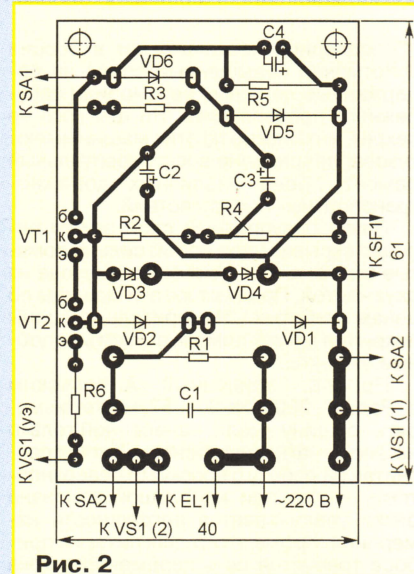 C4
VD6
К SA1
R3
R5
VD5
C2
C3
R4
б
VT1
к
R2
э
К SF1
61
VD3
VD4
б
VT2
к
э
VD2
VD1
R1
К SA2
R6
C1
К VS1 (1)
К VS1 (уэ)
К SA2
К EL1
~220 В
К VS1 (2)
40
Рис. 2